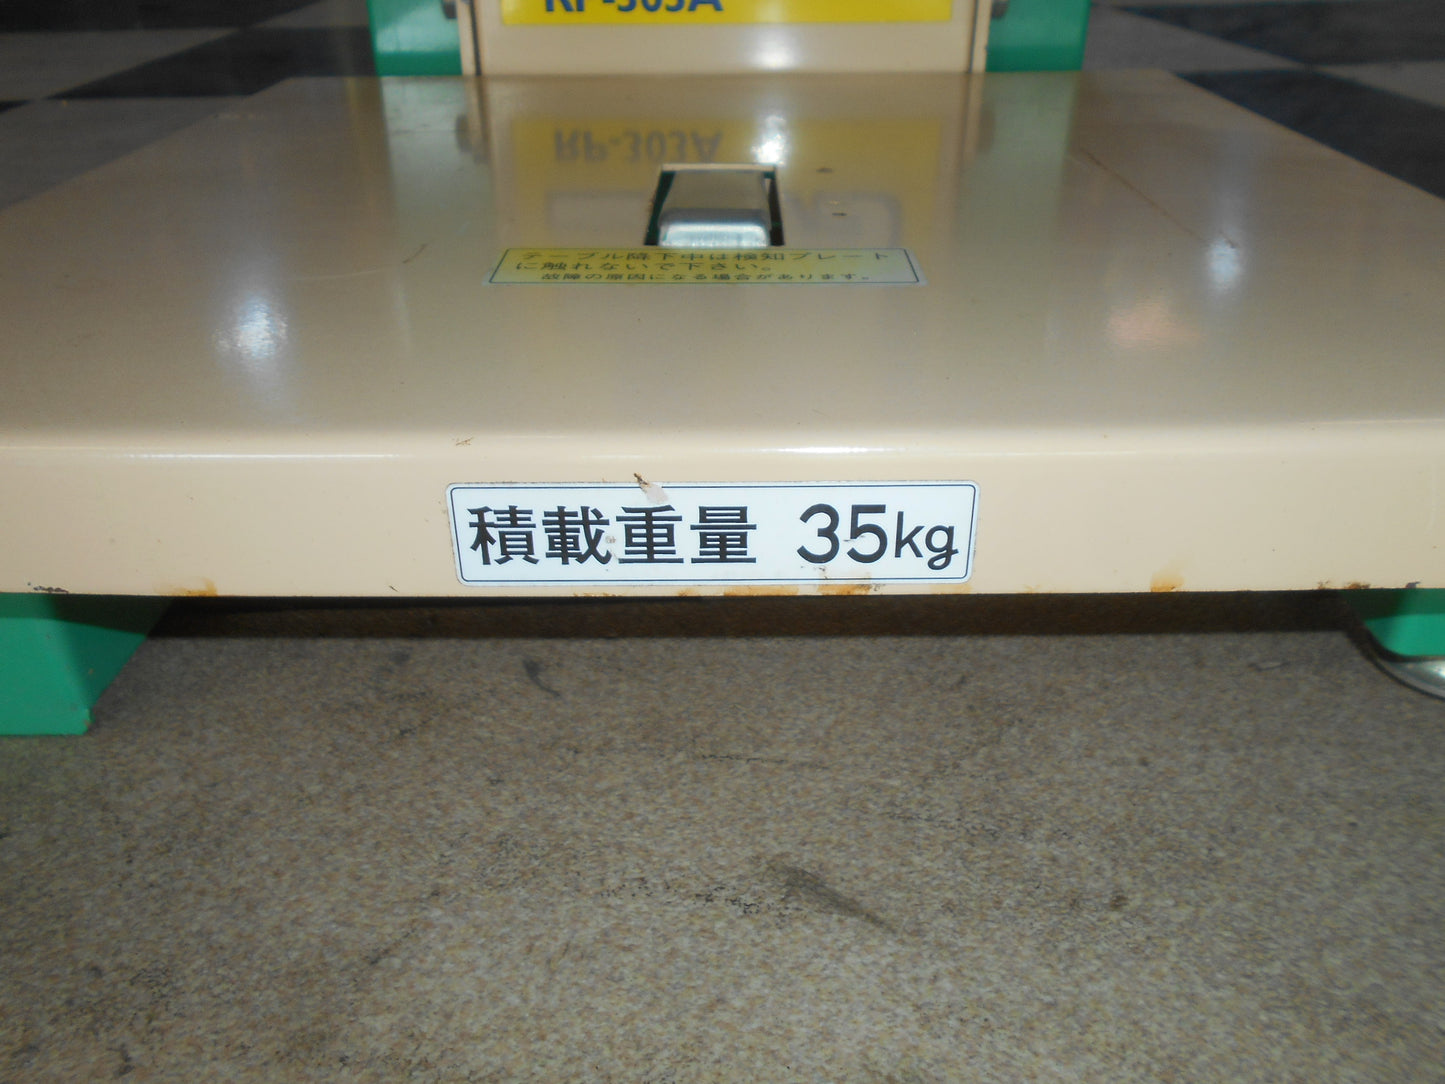 RP-303A
テーブル降下中は検知プレート
に触れないで下さい。
故障の原因になる場合があります。
積載重量 35kg